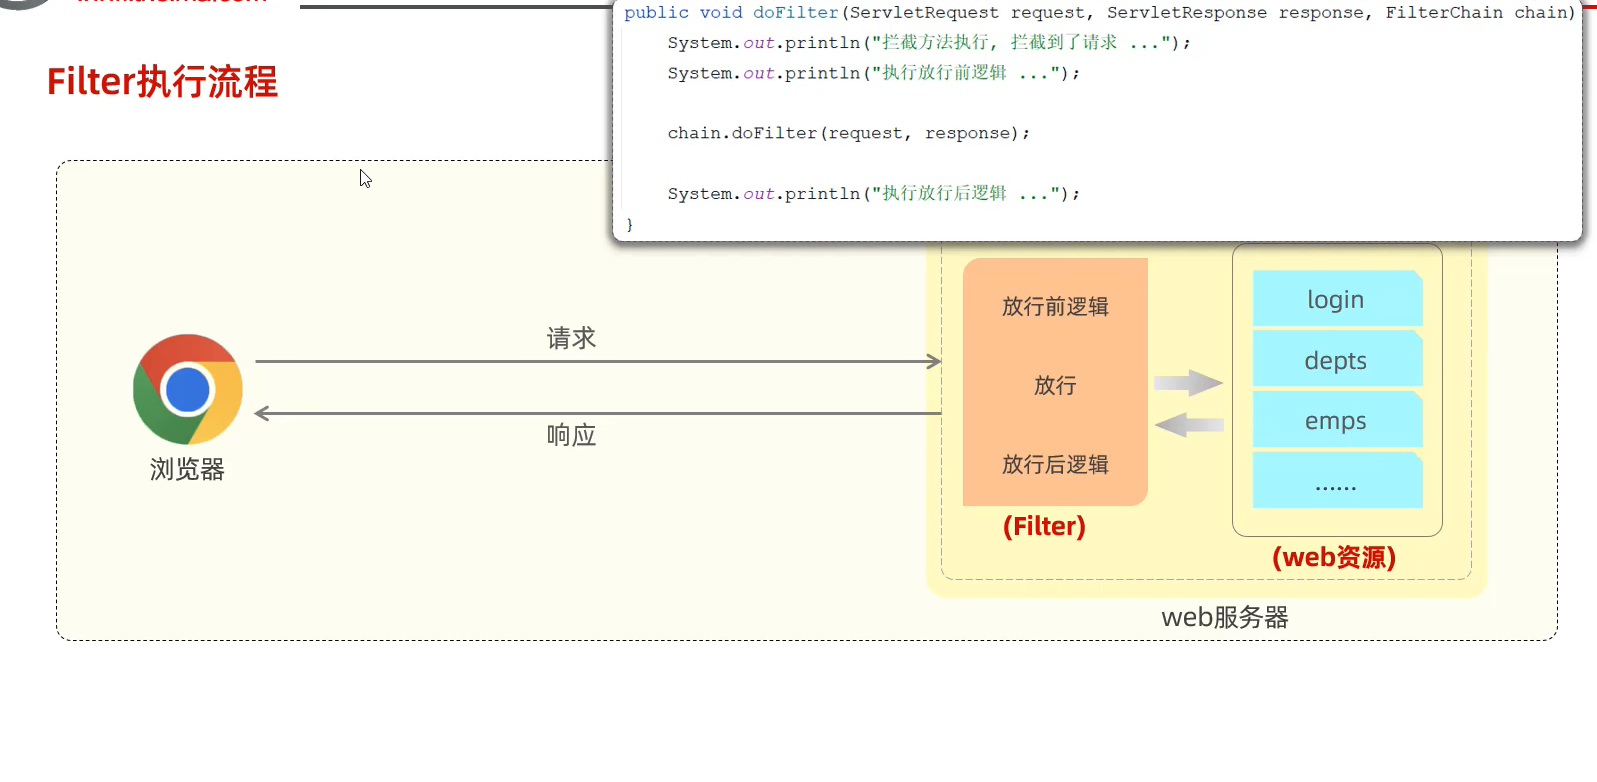 public void doFilter(ServletRequest request, ServletResponse response, FilterChain chain)
System.out.println("拦截方法执行, 拦截到了请求 ...");
System.out.println("执行放行前逻辑 ...");
chain.doFilter(request, response);
System.out.println("执行放行后逻辑 ...");
}
Filter执行流程
请求
响应
浏览器
放行前逻辑
放行
放行后逻辑
(Filter)
login
depts
emps
......
(web资源)
web服务器